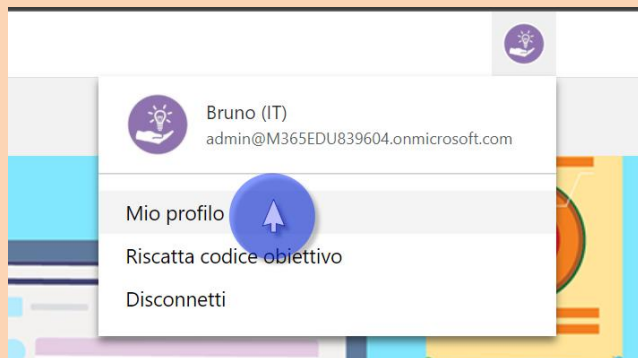 Bruno (IT)
admin@M365EDU839604.onmicrosoft.com
Mio profilo
Riscatta codice obiettivo
Disconnetti